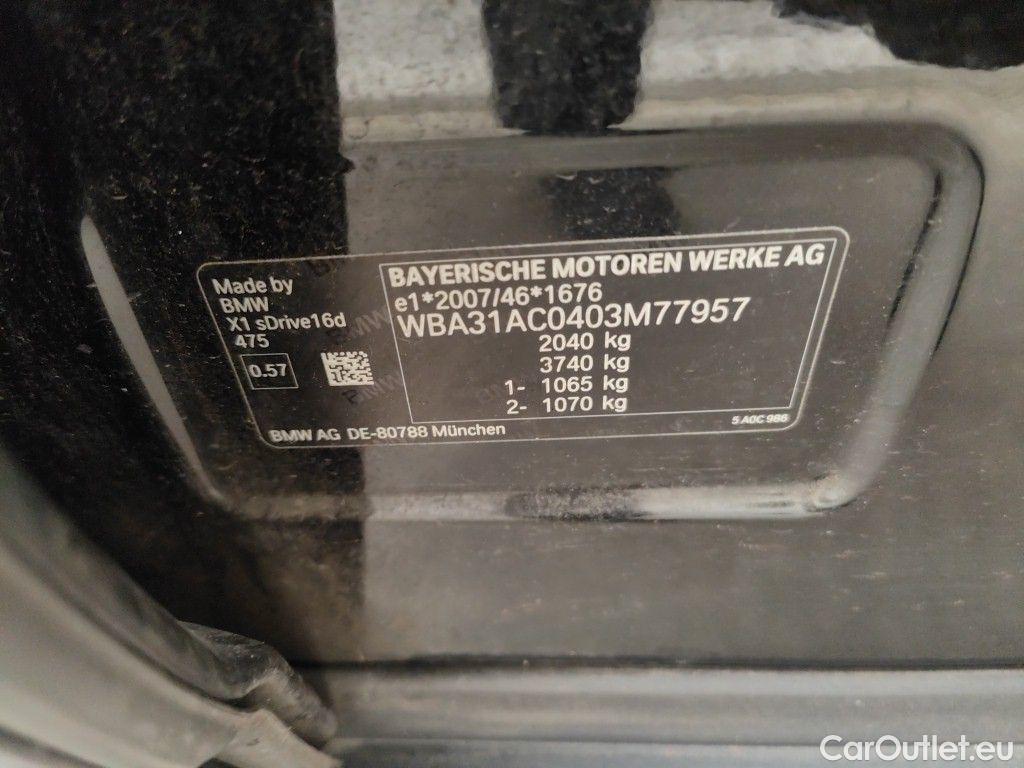 Made by
BMW
X1 sDrive16d
475
0.57
BAYERISCHE MOTOREN WERKE AG
e1*2007/46*1676
WBA31AC0403M77957
2040 kg
3740 kg
1- 1065 kg
2- 1070 kg
5 A0C 986
BMW AG DE-80788 München
CarOutlet.eu